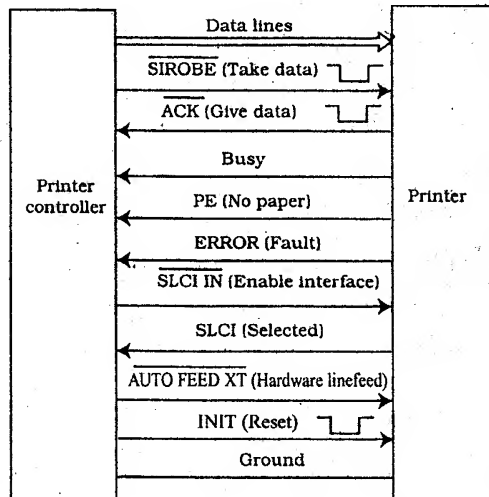 Data lines
SIROBE (Take data)
ACK (Give data)
Busy
Printer
controller
Printer
PE (No paper)
ERROR (Fault)
SLCI IN (Enable interface)
SLCI (Selected)
AUTO FEED XT (Hardware linefeed)
INIT (Reset)
Ground